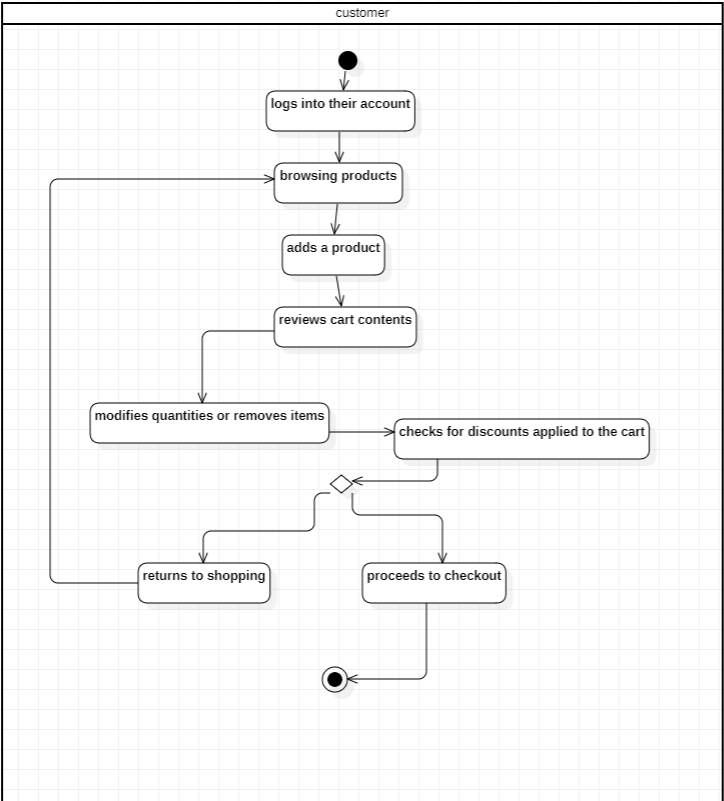 customer
logs into their account
browsing products
adds a product
reviews cart contents
modifies quantities or removes items
checks for discounts applied to the cart
returns to shopping
proceeds to checkout